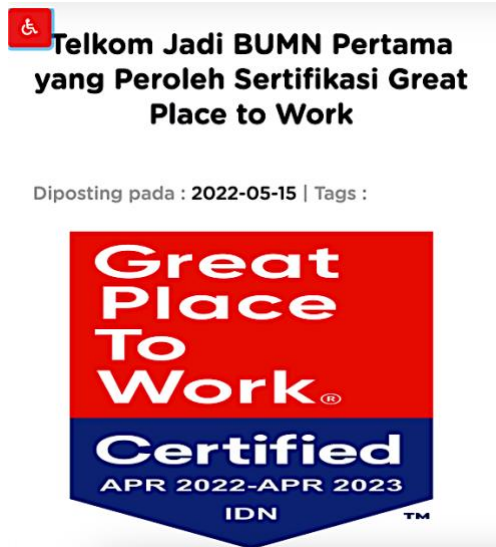 Telkom Jadi BUMN Pertama
yang Peroleh Sertifikasi Great
Place to Work
Diposting pada : 2022-05-15 | Tags :
Great
Place
To
Work®
Certified
APR 2022-APR 2023
IDN
TM